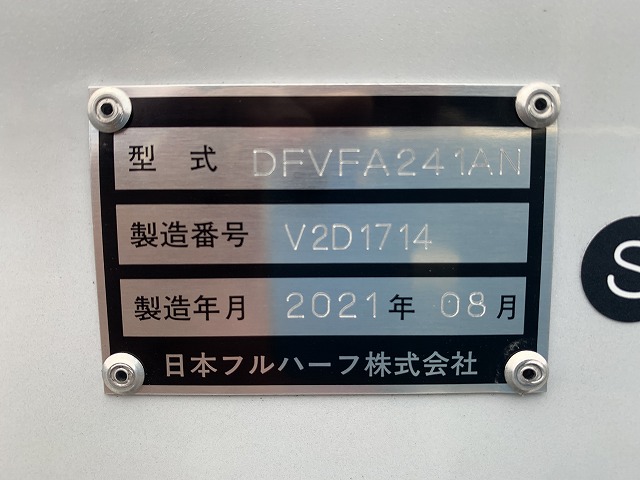 型式 DFVFA241AN
製造番号 V2D1714
製造年月 2021年 08月
日本フルハーフ株式会社
S